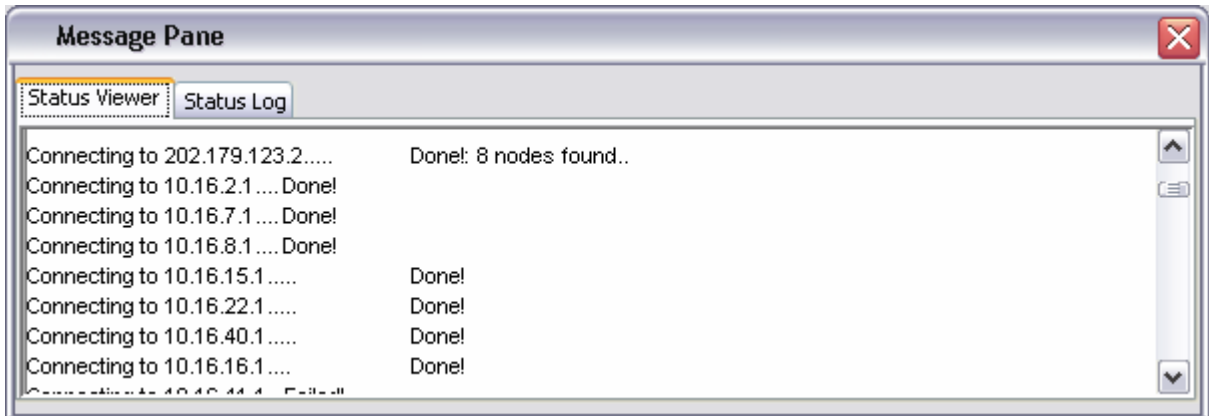 Message Pane
Status Viewer
Status Log
Connecting to 202.179.123.2..... Done!: 8 nodes found..
Connecting to 10.16.2.1....Done!
Connecting to 10.16.7.1....Done!
Connecting to 10.16.8.1....Done!
Connecting to 10.16.15.1..... Done!
Connecting to 10.16.22.1..... Done!
Connecting to 10.16.40.1..... Done!
Connecting to 10.16.16.1.... Done!
Connecting to